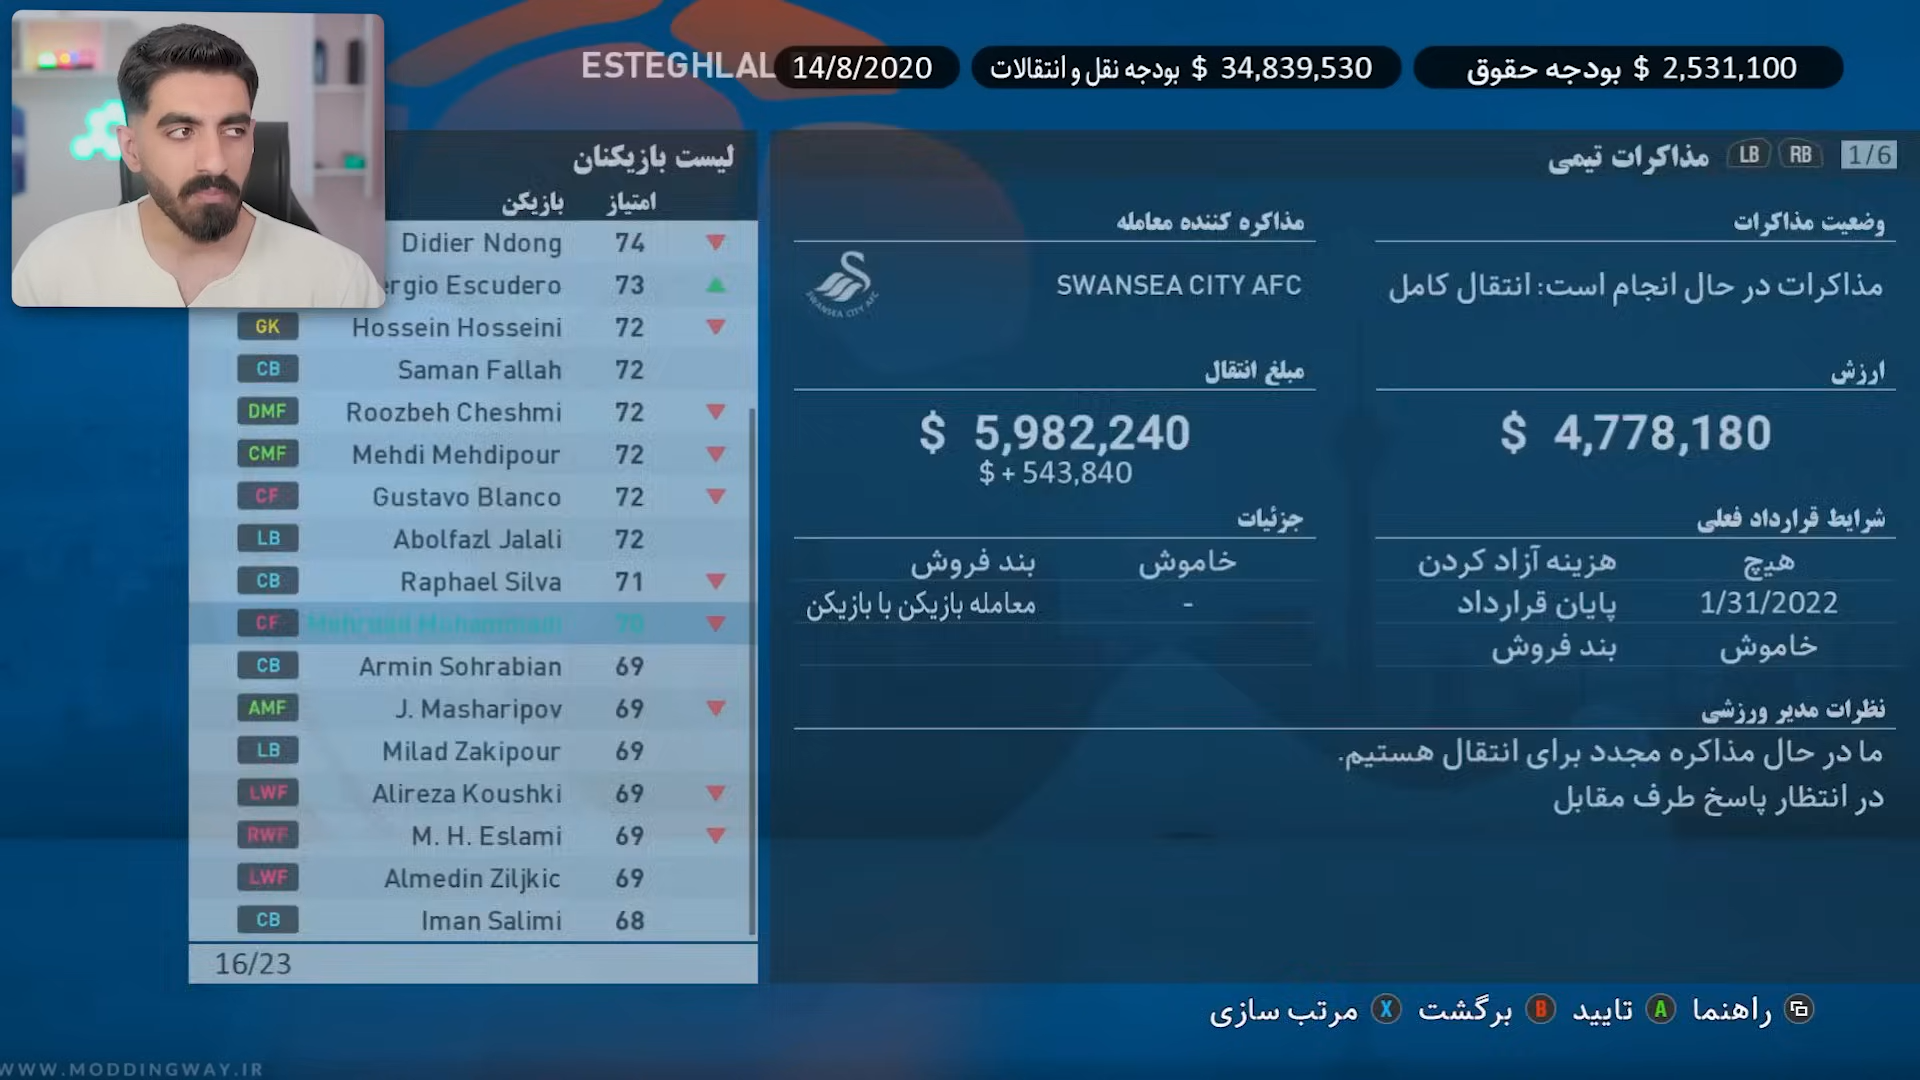 ESTEGHLAL
14/8/2020
بودجه نقل و انتقالات $ 34,839,530
بودجه حقوق $ 2,531,100
لیست بازیکنان
بازیکن امتیاز
Didier Ndong 74
ergio Escudero 73
GK Hossein Hosseini 72
CB Saman Fallah 72
DMF Roozbeh Cheshmi 72
CMF Mehdi Mehdipour 72
CF Gustavo Blanco 72
LB Abolfazl Jalali 72
CB Raphael Silva 71
CF Mehrdad Mohammadi 70
CB Armin Sohrabian 69
AMF J. Masharipov 69
LB Milad Zakipour 69
LWF Alireza Koushki 69
RWF M. H. Eslami 69
LWF Almedin Ziljkic 69
CB Iman Salimi 68
16/23
مذاکرات تیمی LB RB 1/6
وضعیت مذاکرات
مذاکرات در حال انجام است: انتقال کامل
مذاکره کننده معامله
SWANSEA CITY AFC
SWANSEA CITY AFC
ارزش
$ 4,778,180
مبلغ انتقال
$ 5,982,240
$ + 543,840
شرایط قرارداد فعلی
هزینه آزاد کردن هیچ
پایان قرارداد 1/31/2022
بند فروش خاموش
جزئیات
بند فروش خاموش
معامله بازیکن با بازیکن -
نظرات مدیر ورزشی
ما در حال مذاکره مجدد برای انتقال هستیم.
در انتظار پاسخ طرف مقابل
راهنما
A تایید
B برگشت
X مرتب سازی
WWW.MODDINGWAY.IR